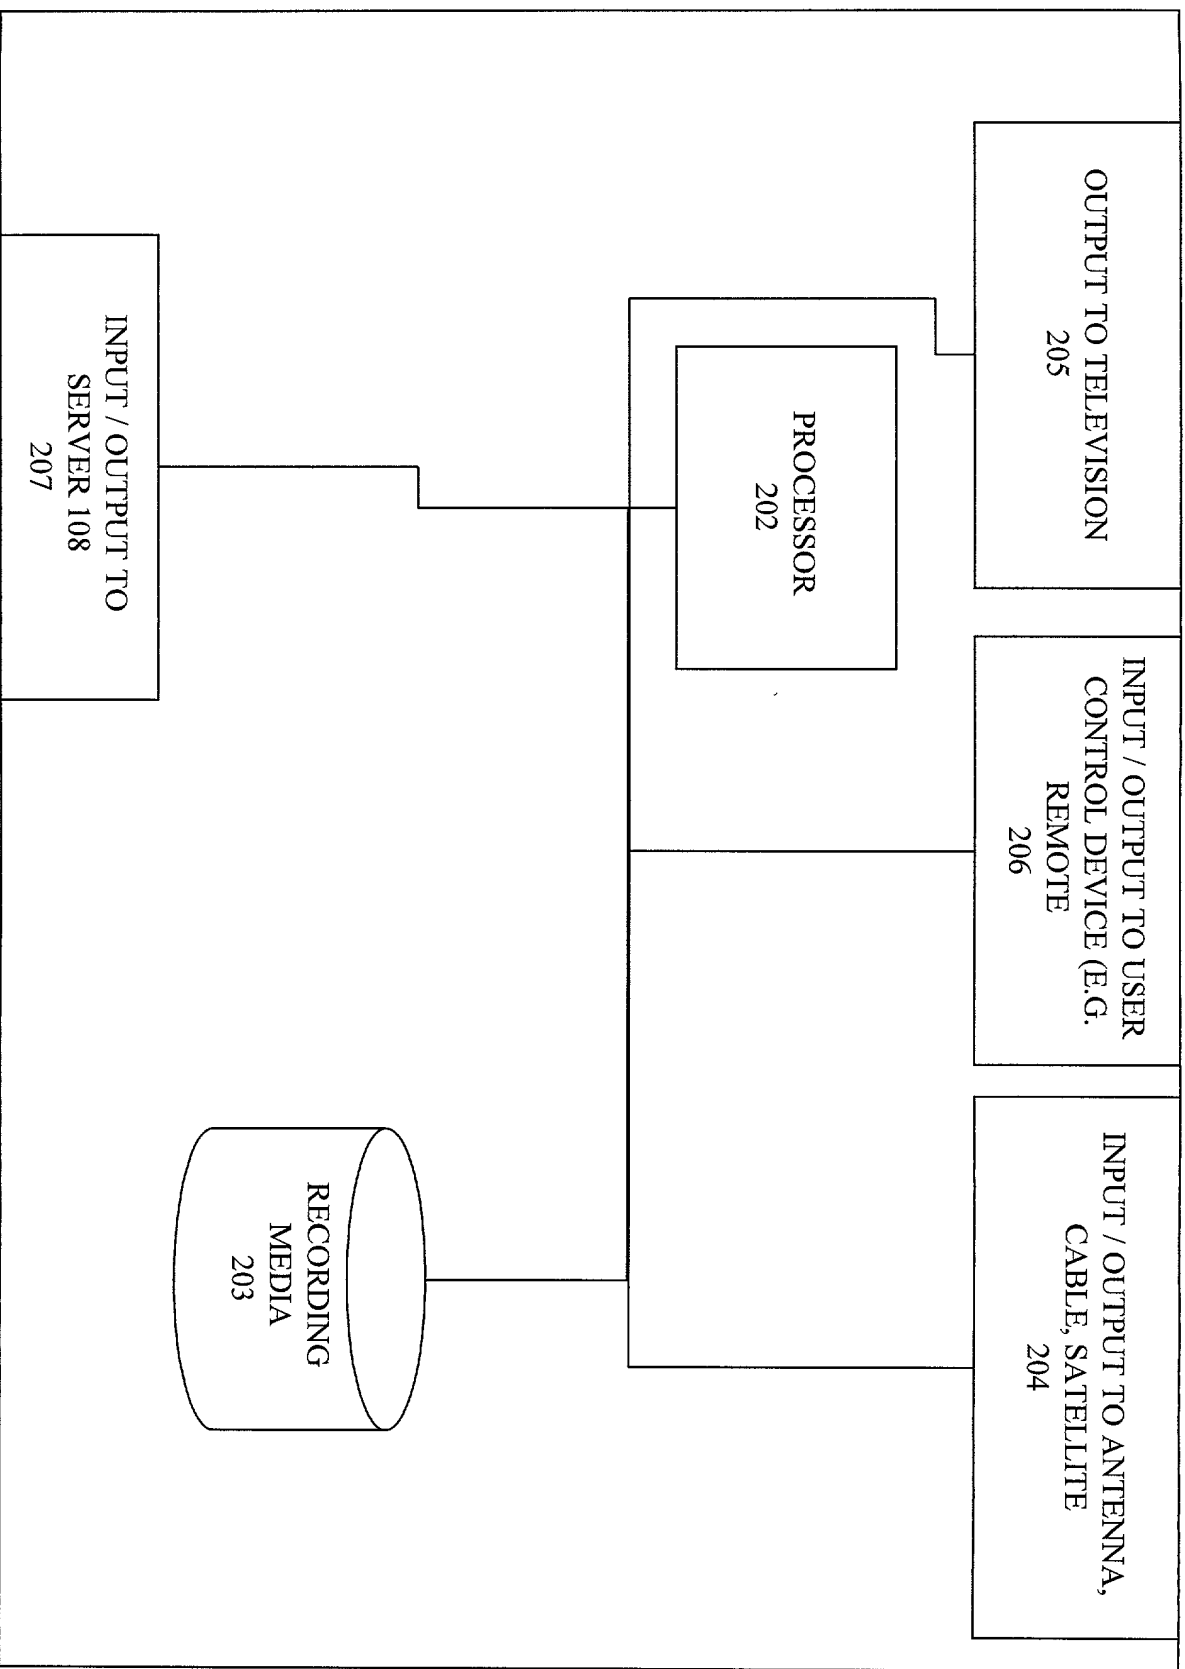 OUTPUT TO TELEVISION
205
INPUT / OUTPUT TO USER
CONTROL DEVICE (E.G.
REMOTE
206
INPUT / OUTPUT TO ANTENNA,
CABLE, SATELLITE
204
PROCESSOR
202
INPUT / OUTPUT TO
SERVER 108
207
RECORDING
MEDIA
203